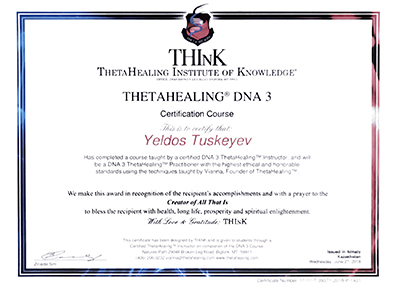 THInK
THETAHEALING INSTITUTE OF KNOWLEDGE®
THETAHEALING® DNA 3
Certification Course
This is to certify that:
Yeldos Tuskeyev
Has completed a course taught by a certified DNA 3 ThetaHealing™ Instructor, and will
be a DNA 3 ThetaHealing™ Practitioner with the highest ethical and honorable
standards using the techniques taught by Vianna, Founder of ThetaHealing™
We make this award in recognition of the recipient's accomplishments and with a prayer to the
Creator of All That Is
to bless the recipient with health, long life, prosperity and spiritual enlightenment.
With Love & Gratitude: THInK
This certificate has been designed by THInK and is given to students through a
Certified ThetaHealing™ Instructor on completion of the DNA 3 Course
Issued in Almaty
Kazakhstan
Certificate Number